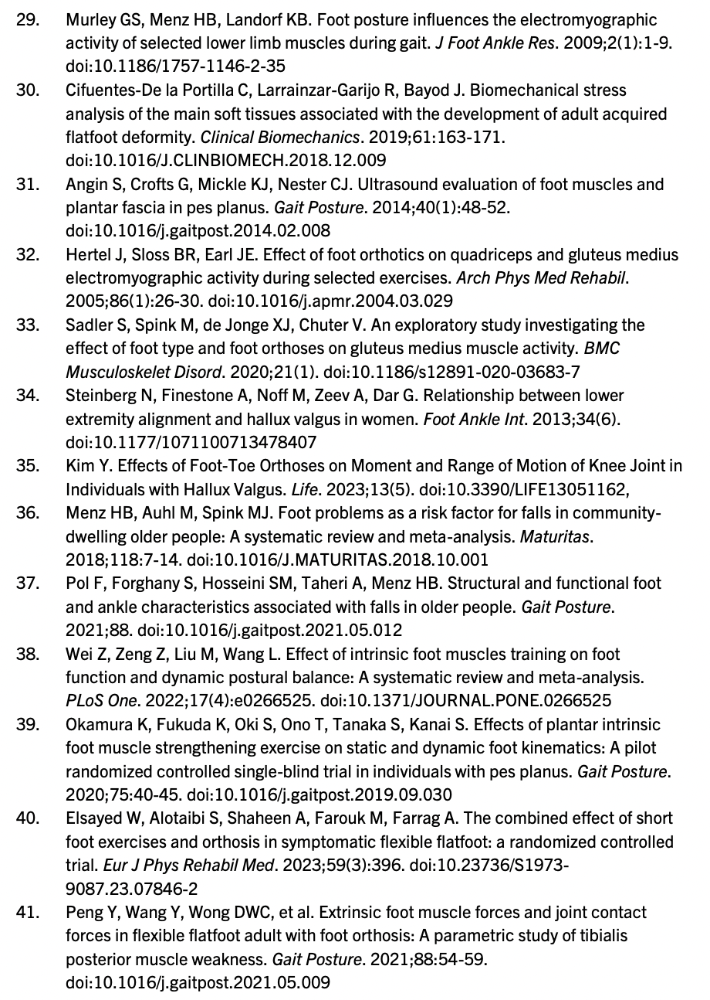 29. Murley GS, Menz HB, Landorf KB. Foot posture influences the electromyographic
activity of selected lower limb muscles during gait. J Foot Ankle Res. 2009;2(1):1-9.
doi:10.1186/1757-1146-2-35
30. Cifuentes-De la Portilla C, Larrainzar-Garijo R, Bayod J. Biomechanical stress
analysis of the main soft tissues associated with the development of adult acquired
flatfoot deformity. Clinical Biomechanics. 2019;61:163-171.
doi:10.1016/J.CLINBIOMECH.2018.12.009
31. Angin S, Crofts G, Mickle KJ, Nester CJ. Ultrasound evaluation of foot muscles and
plantar fascia in pes planus. Gait Posture. 2014;40(1):48-52.
doi:10.1016/j.gaitpost.2014.02.008
32. Hertel J, Sloss BR, Earl JE. Effect of foot orthotics on quadriceps and gluteus medius
electromyographic activity during selected exercises. Arch Phys Med Rehabil.
2005;86(1):26-30. doi:10.1016/j.apmr.2004.03.029
33. Sadler S, Spink M, de Jonge XJ, Chuter V. An exploratory study investigating the
effect of foot type and foot orthoses on gluteus medius muscle activity. BMC
Musculoskelet Disord. 2020;21(1). doi:10.1186/s12891-020-03683-7
34. Steinberg N, Finestone A, Noff M, Zeev A, Dar G. Relationship between lower
extremity alignment and hallux valgus in women. Foot Ankle Int. 2013;34(6).
doi:10.1177/1071100713478407
35. Kim Y. Effects of Foot-Toe Orthoses on Moment and Range of Motion of Knee Joint in
Individuals with Hallux Valgus. Life. 2023;13(5). doi:10.3390/LIFE13051162,
36. Menz HB, Auhl M, Spink MJ. Foot problems as a risk factor for falls in community-
dwelling older people: A systematic review and meta-analysis. Maturitas.
2018;118:7-14. doi:10.1016/J.MATURITAS.2018.10.001
37. Pol F, Forghany S, Hosseini SM, Taheri A, Menz HB. Structural and functional foot
and ankle characteristics associated with falls in older people. Gait Posture.
2021;88. doi:10.1016/j.gaitpost.2021.05.012
38. Wei Z, Zeng Z, Liu M, Wang L. Effect of intrinsic foot muscles training on foot
function and dynamic postural balance: A systematic review and meta-analysis.
PLoS One. 2022;17(4):e0266525. doi:10.1371/JOURNAL.PONE.0266525
39. Okamura K, Fukuda K, Oki S, Ono T, Tanaka S, Kanai S. Effects of plantar intrinsic
foot muscle strengthening exercise on static and dynamic foot kinematics: A pilot
randomized controlled single-blind trial in individuals with pes planus. Gait Posture.
2020;75:40-45. doi:10.1016/j.gaitpost.2019.09.030
40. Elsayed W, Alotaibi S, Shaheen A, Farouk M, Farrag A. The combined effect of short
foot exercises and orthosis in symptomatic flexible flatfoot: a randomized controlled
trial. Eur J Phys Rehabil Med. 2023;59(3):396. doi:10.23736/S1973-
9087.23.07846-2
41. Peng Y, Wang Y, Wong DWC, et al. Extrinsic foot muscle forces and joint contact
forces in flexible flatfoot adult with foot orthosis: A parametric study of tibialis
posterior muscle weakness. Gait Posture. 2021;88:54-59.
doi:10.1016/j.gaitpost.2021.05.009